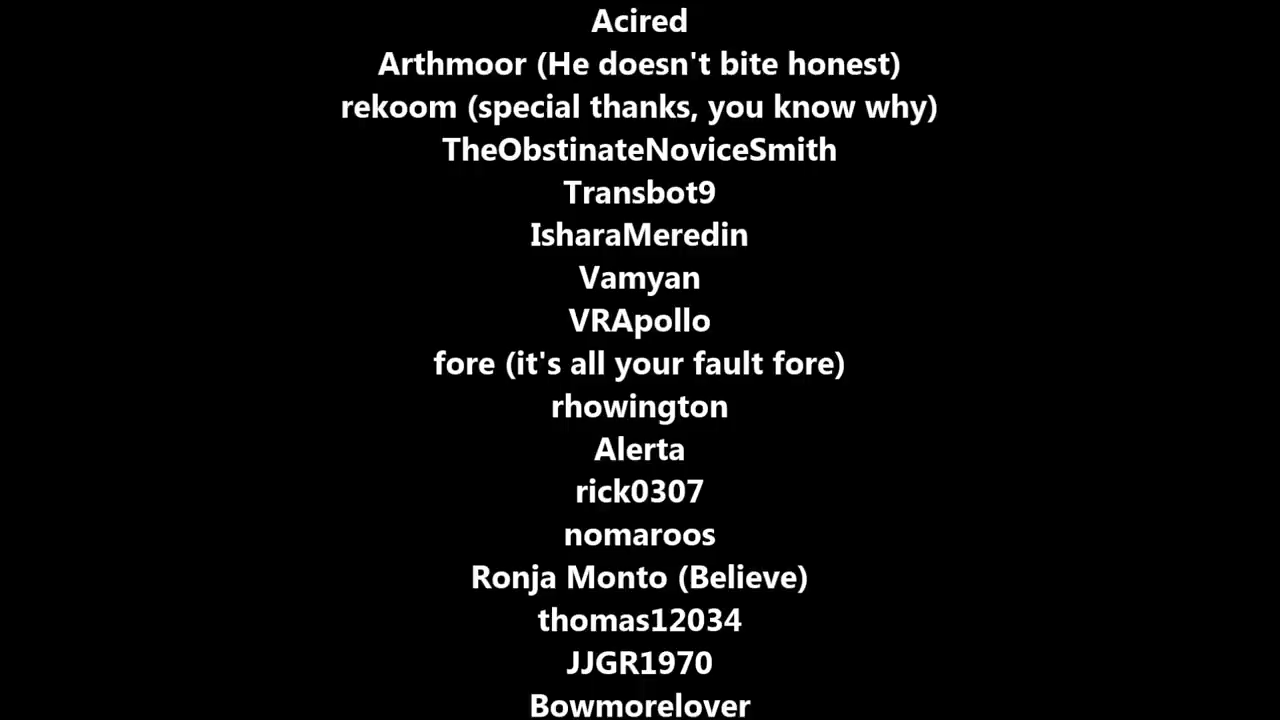 Acired
Arthmoor (He doesn't bite honest)
rekoom (special thanks, you know why)
TheObstinateNoviceSmith
Transbot9
IsharaMeredin
Vamyan
VRApollo
fore (it's all your fault fore)
rhowington
Alerta
rick0307
nomaroos
Ronja Monto (Believe)
thomas12034
JJGR1970
Bowmorelover